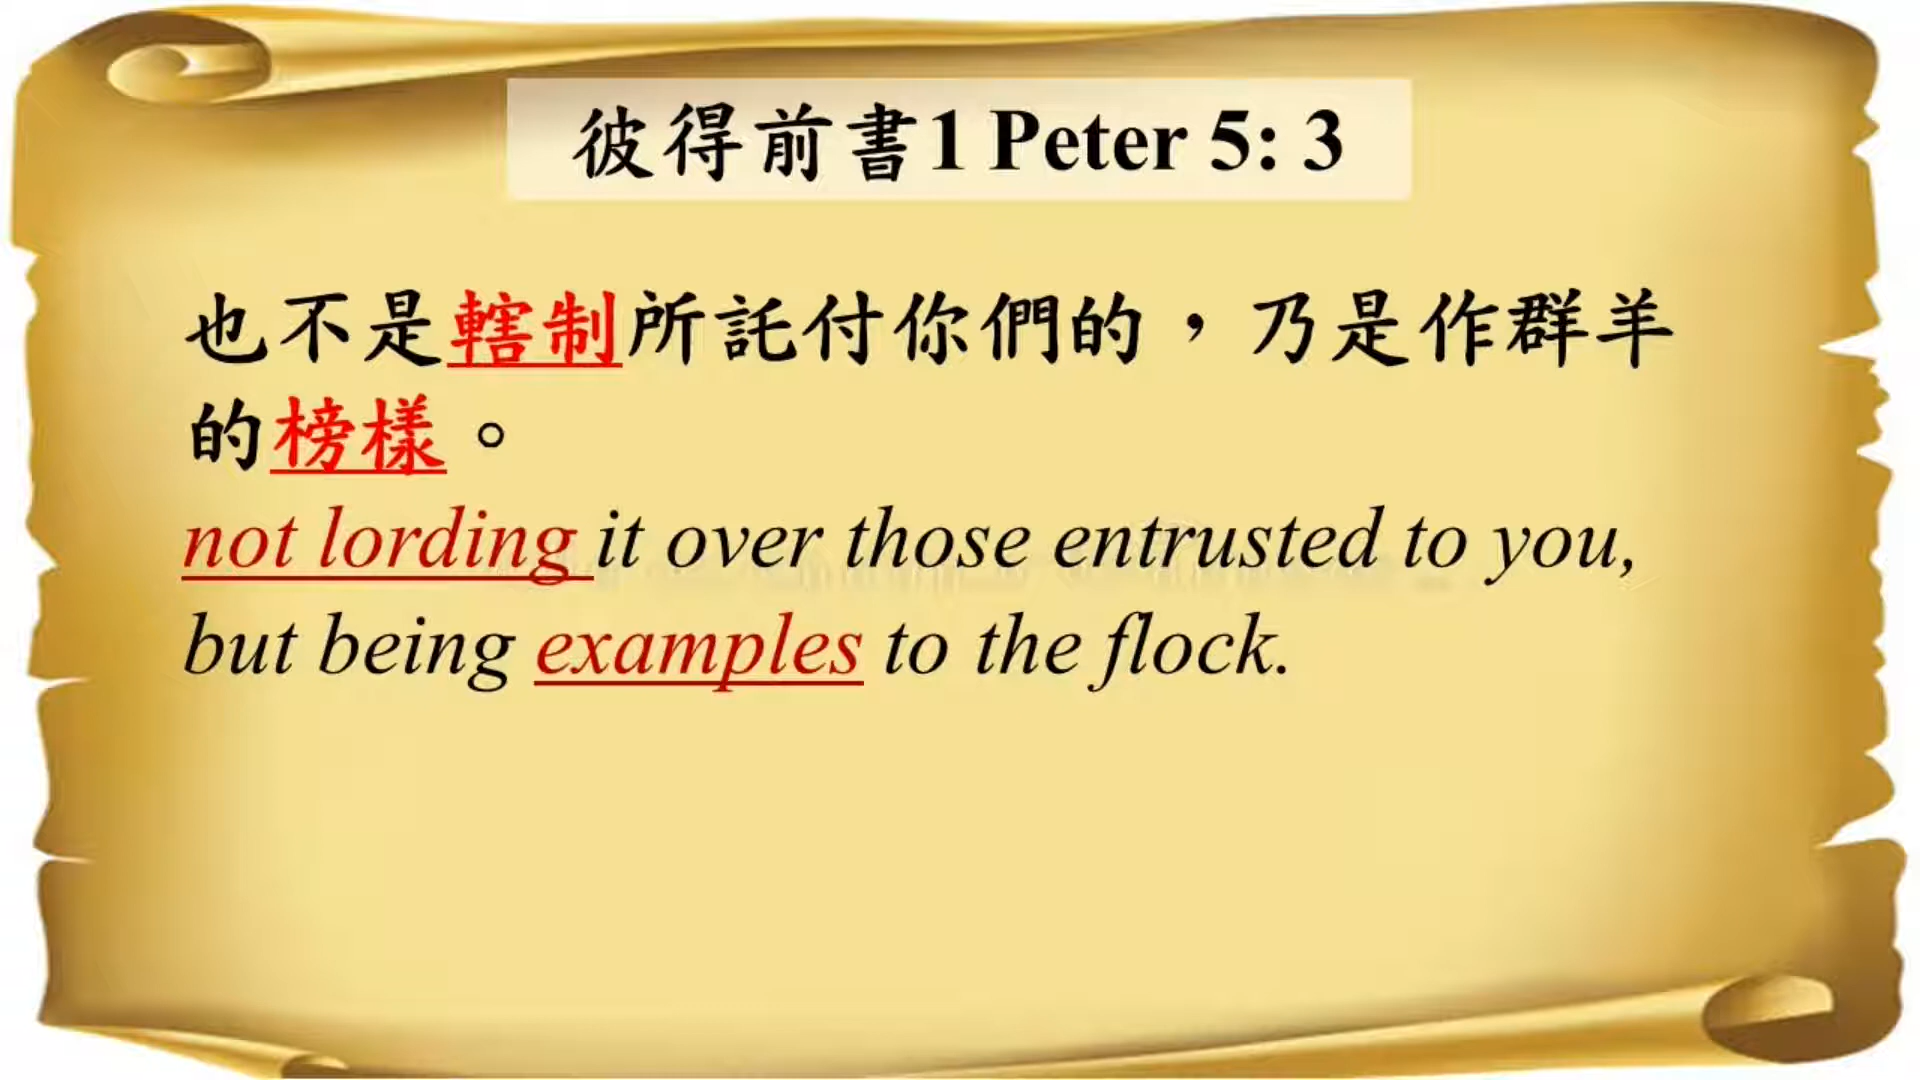 彼得前書1 Peter 5: 3
也不是轄制所託付你們的，乃是作群羊
的榜樣。
not lording it over those entrusted to you,
but being examples to the flock.